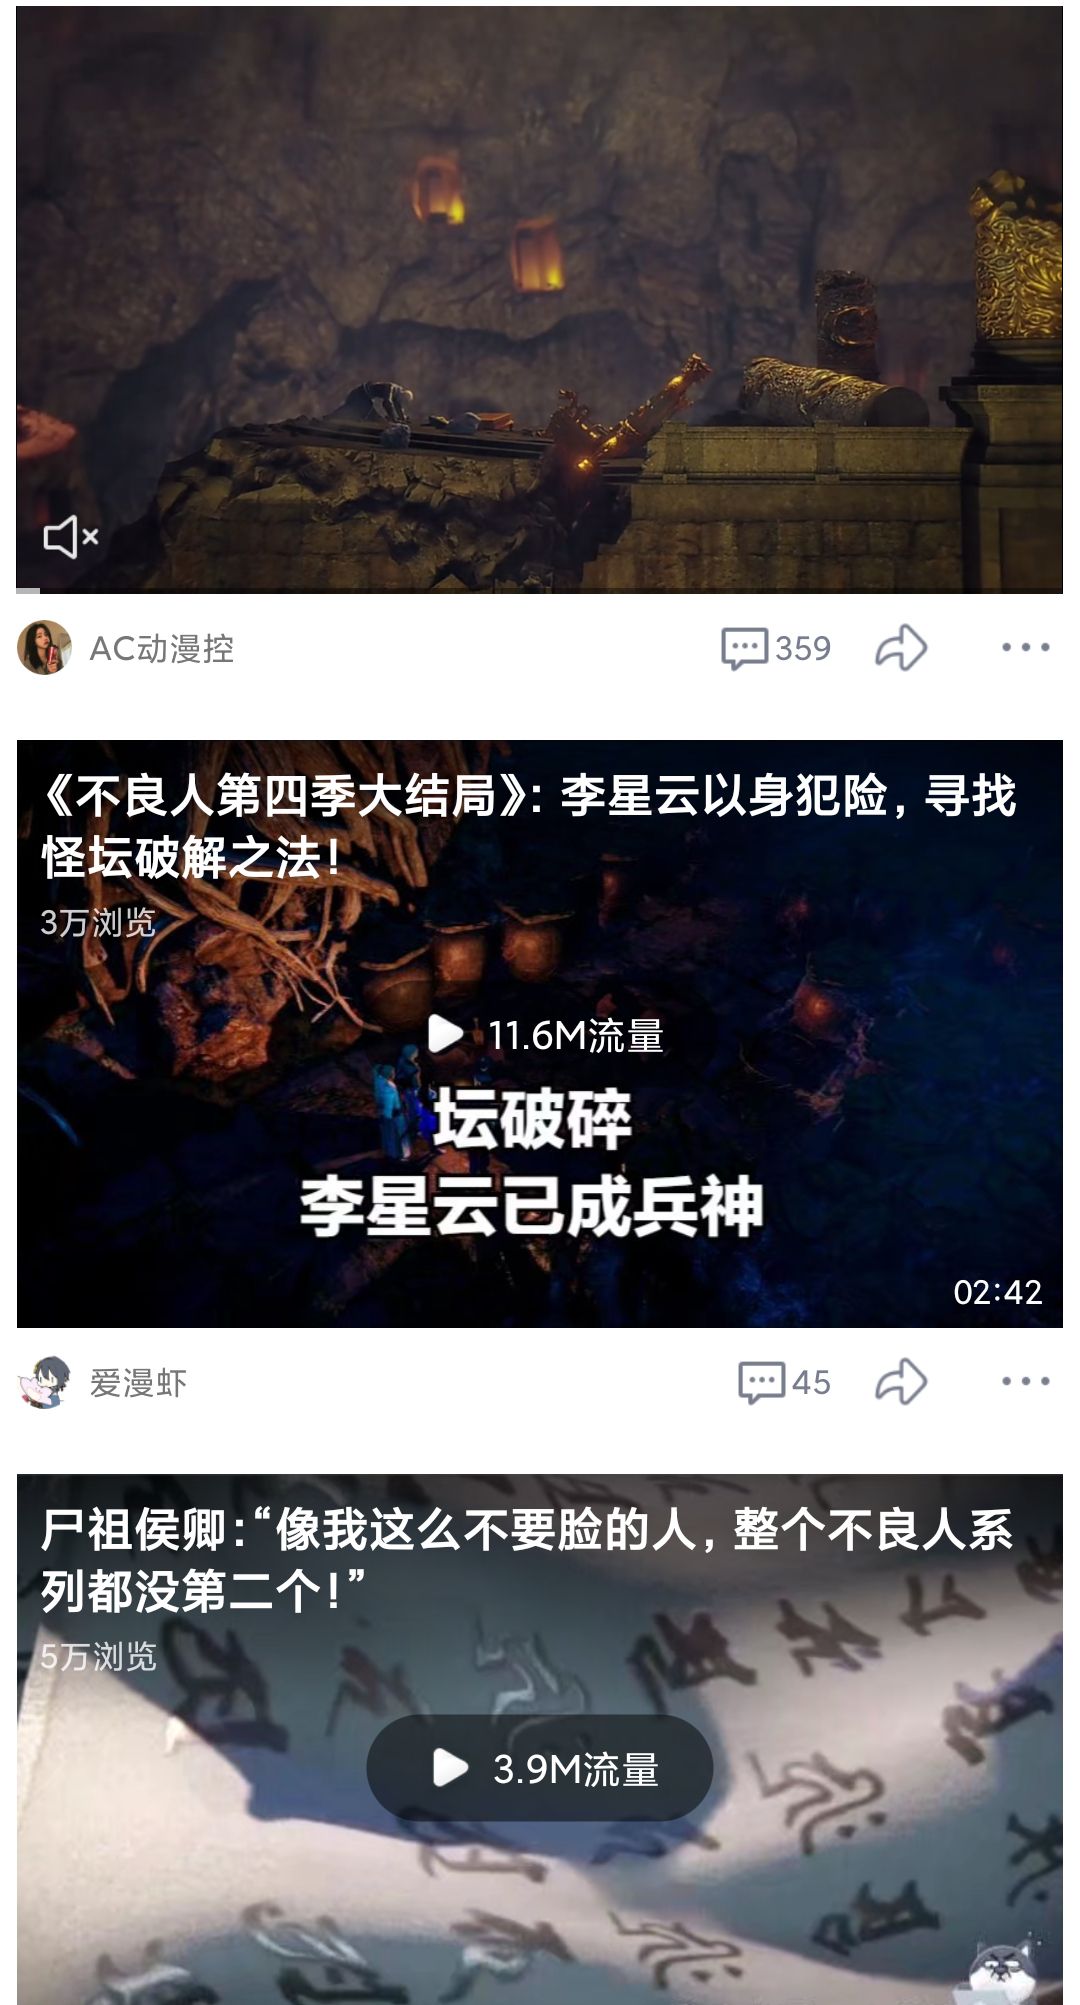 AC动漫控
359
《不良人第四季大结局》: 李星云以身犯险, 寻找
怪坛破解之法!
3万浏览
11.6M流量
坛破碎
李星云已成兵神
02:42
爱漫虾
45
尸祖侯卿:“像我这么不要脸的人, 整个不良人系
列都没第二个!”
5万浏览
3.9M流量